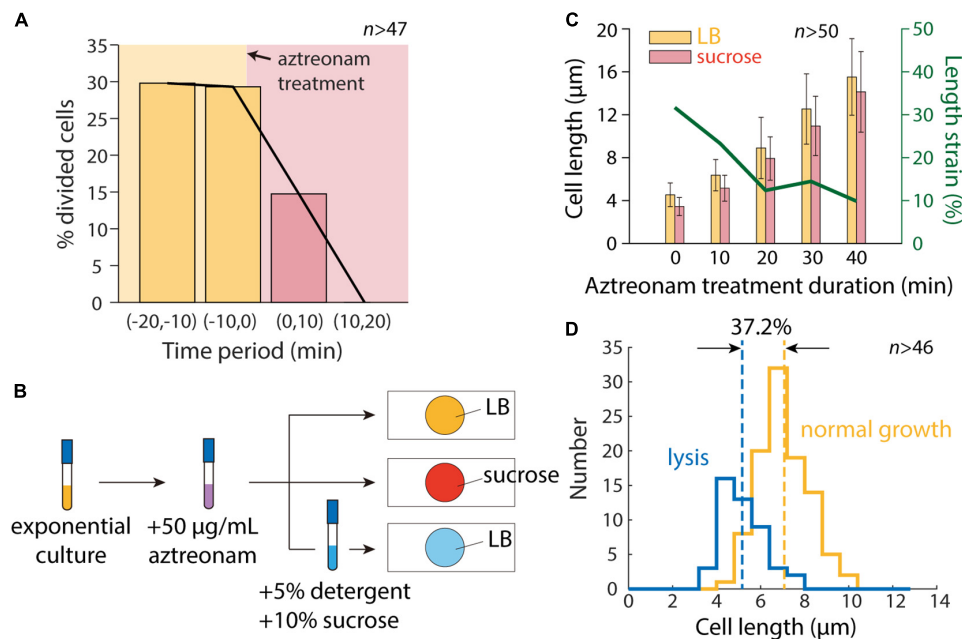 A
n>47
aztreonam
treatment
35
30
25
20
15
10
5
0
% divided cells
(-20,-10) (-10,0) (0,10) (10,20)
Time period (min)
B
exponential
culture
+50 μg/mL
aztreonam
+5% detergent
+10% sucrose
LB
sucrose
LB
C
LB
sucrose
n>50
20
16
12
8
4
0
Cell length (μm)
50
40
30
20
10
0
Length strain (%)
0 10 20 30 40
Aztreonam treatment duration (min)
D
37.2%
n>46
lysis
normal growth
35
30
25
20
15
10
5
0
Number
0 2 4 6 8 10 12 14
Cell length (μm)